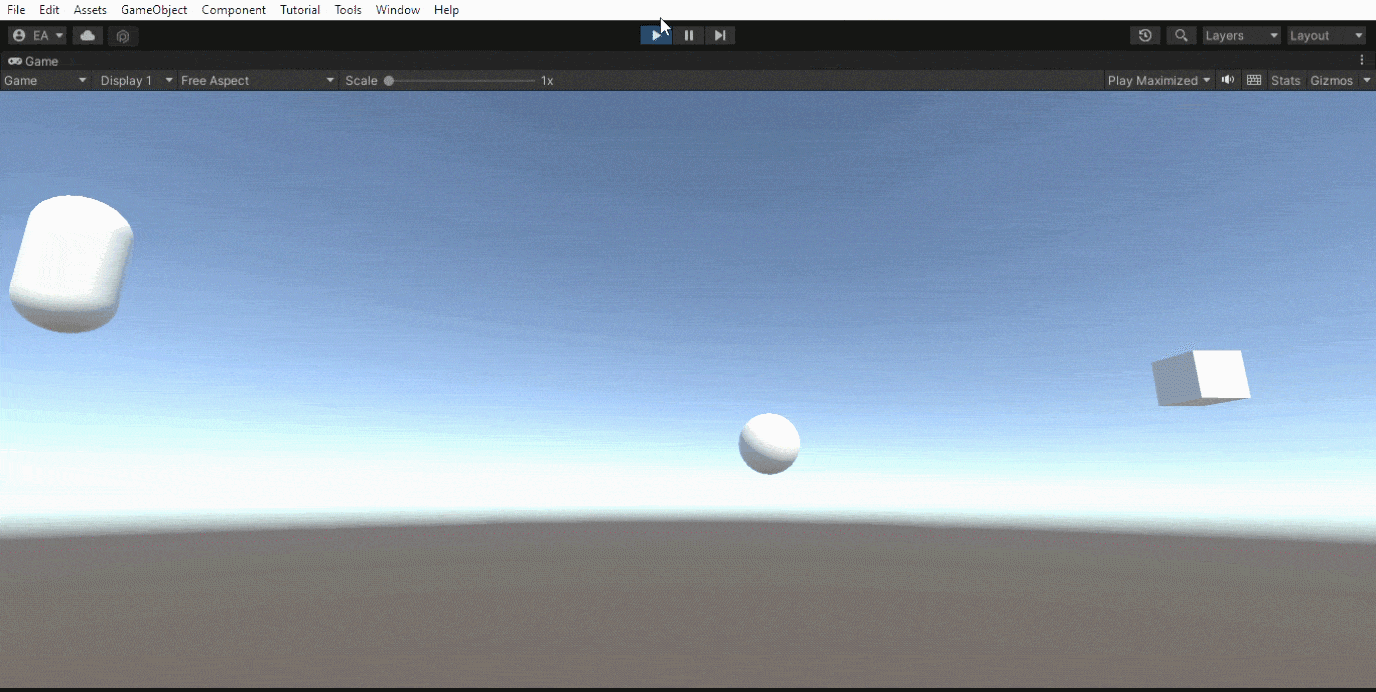 File Edit Assets GameObject Component Tutorial Tools Window Help
EA Layers Layout
Game
Game Display 1 Free Aspect Scale 1x Play Maximized Stats Gizmos